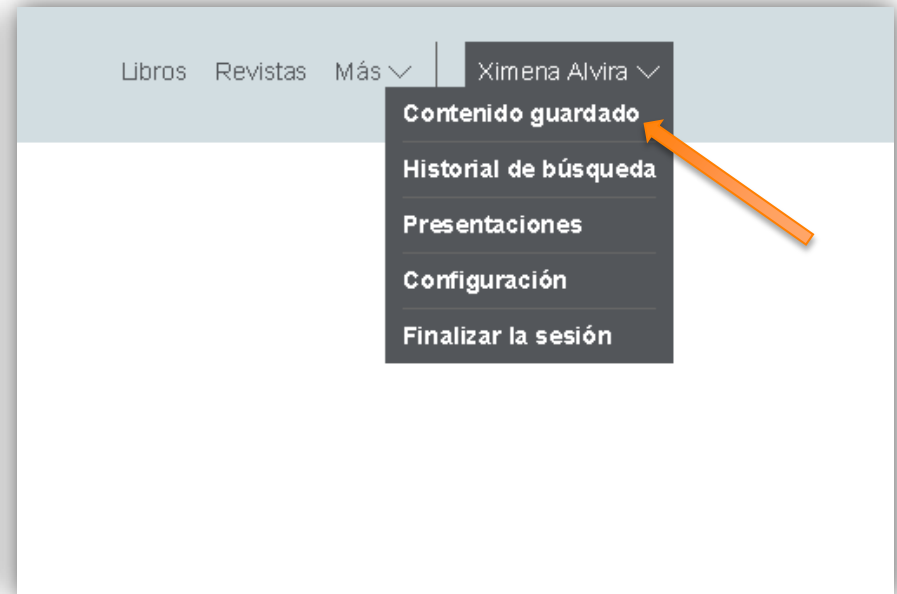 Libros Revistas Más Ximena Alvira
Contenido guardado
Historial de búsqueda
Presentaciones
Configuración
Finalizar la sesión